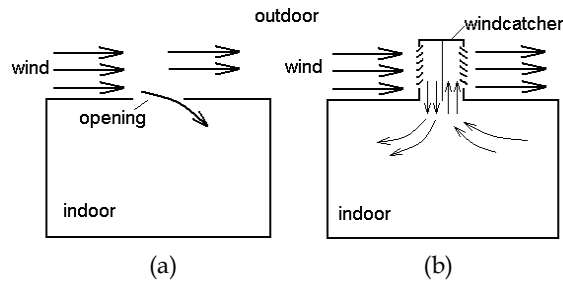 outdoor
windcatcher
wind
opening
indoor
(a)
wind
indoor
(b)